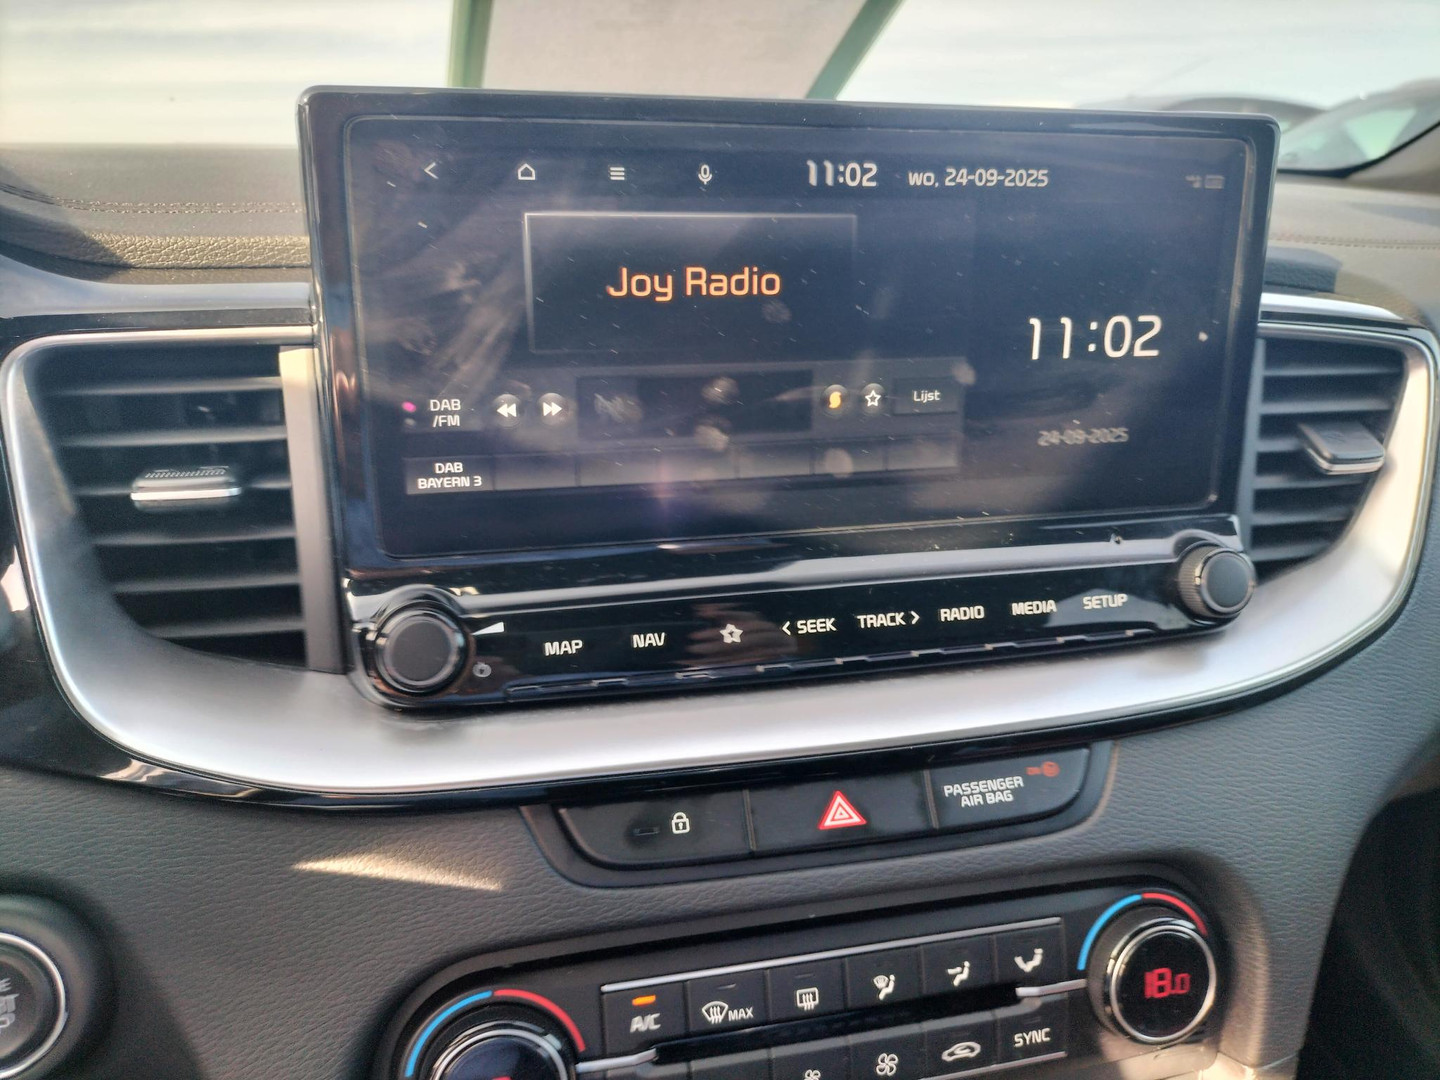 11:02 wo, 24-09-2025
Joy Radio
11:02
24-09-2025
DAB
/FM
Lijst
DAB
BAYERN 3
MAP NAV < SEEK TRACK > RADIO MEDIA SETUP
PASSENGER
AIR BAG
18.0
A/C MAX
SYNC